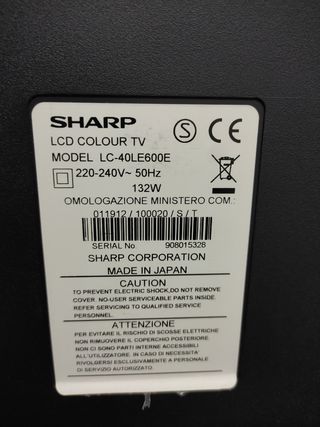 SHARP
LCD COLOUR TV
MODEL LC-40LE600E
220-240V~ 50Hz
132W
OMOLOGAZIONE MINISTERO COM.:
011912 / 100020 / S / T
SERIAL No. 908015328
SHARP CORPORATION
MADE IN JAPAN
CAUTION
TO PREVENT ELECTRIC SHOCK,DO NOT REMOVE
COVER. NO USER-SERVICEABLE PARTS INSIDE.
REFER SERVICING TO QUALIFIED SERVICE
PERSONNEL.
ATTENZIONE
PER EVITARE IL RISCHIO DI SCOSSE ELETTRICHE
NON RIMUOVERE IL COPERCHIO POSTERIORE.
NON CI SONO PARTI INTERNE ACCESSIBILI
ALL'UTILIZZATORE. IN CASO DI NECESSITA'
RIVOLGERSI ESCLUSIVAMENTE A PERSONALE
DI SERVIZIO AUTORIZZATO.
S
CE